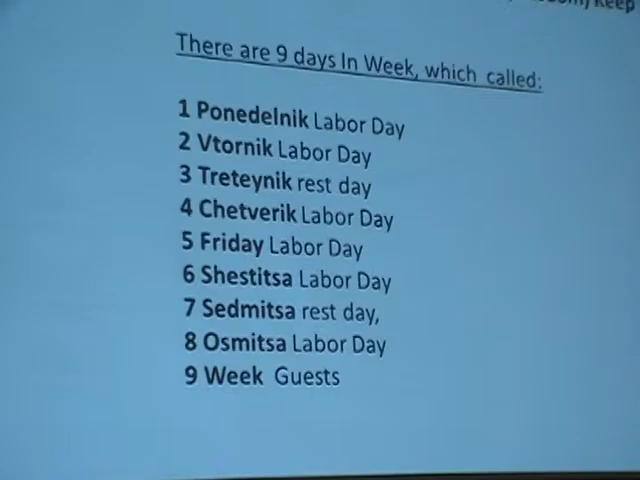 Keep
There are 9 days In Week, which called:
1 Ponedelnik Labor Day
2 Vtornik Labor Day
3 Treteynik rest day
4 Chetverik Labor Day
5 Friday Labor Day
6 Shestitsa Labor Day
7 Sedmitsa rest day,
8 Osmitsa Labor Day
9 Week Guests